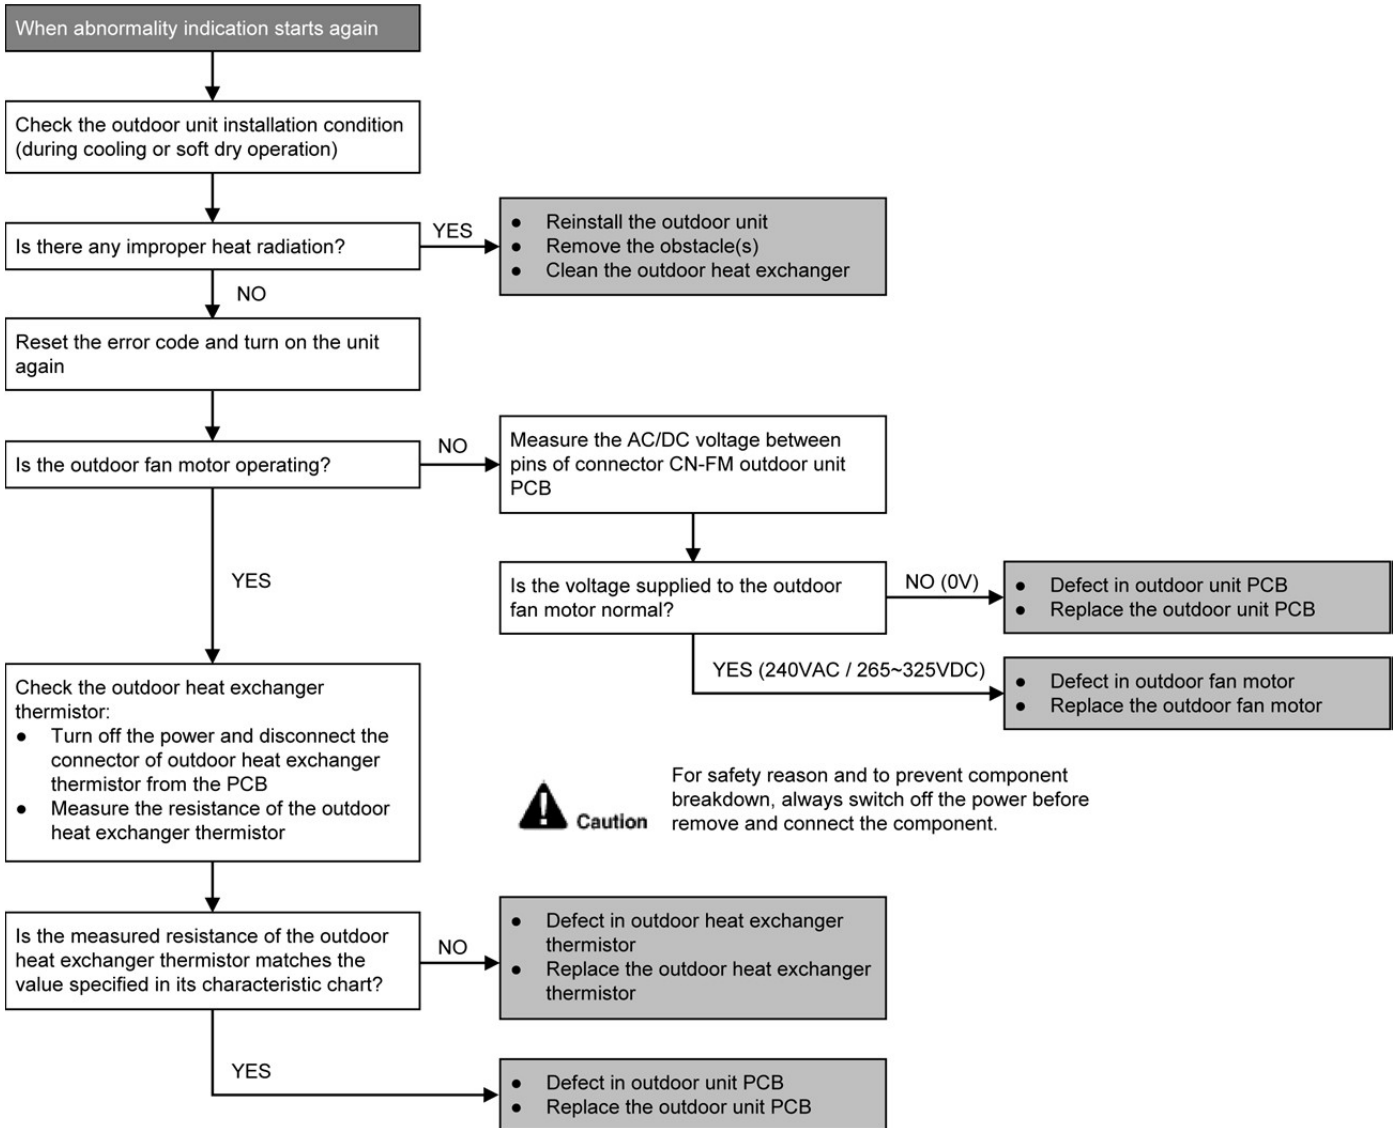 When abnormality indication starts again
Check the outdoor unit installation condition
(during cooling or soft dry operation)
Is there any improper heat radiation?
YES
● Reinstall the outdoor unit
● Remove the obstacle(s)
● Clean the outdoor heat exchanger
NO
Reset the error code and turn on the unit
again
Is the outdoor fan motor operating?
NO
Measure the AC/DC voltage between
pins of connector CN-FM outdoor unit
PCB
YES
Is the voltage supplied to the outdoor
fan motor normal?
NO (0V)
● Defect in outdoor unit PCB
● Replace the outdoor unit PCB
YES (240VAC / 265~325VDC)
● Defect in outdoor fan motor
● Replace the outdoor fan motor
Check the outdoor heat exchanger
thermistor:
● Turn off the power and disconnect the
connector of outdoor heat exchanger
thermistor from the PCB
● Measure the resistance of the outdoor
heat exchanger thermistor
Caution
For safety reason and to prevent component
breakdown, always switch off the power before
remove and connect the component.
Is the measured resistance of the outdoor
heat exchanger thermistor matches the
value specified in its characteristic chart?
NO
● Defect in outdoor heat exchanger
thermistor
● Replace the outdoor heat exchanger
thermistor
YES
● Defect in outdoor unit PCB
● Replace the outdoor unit PCB